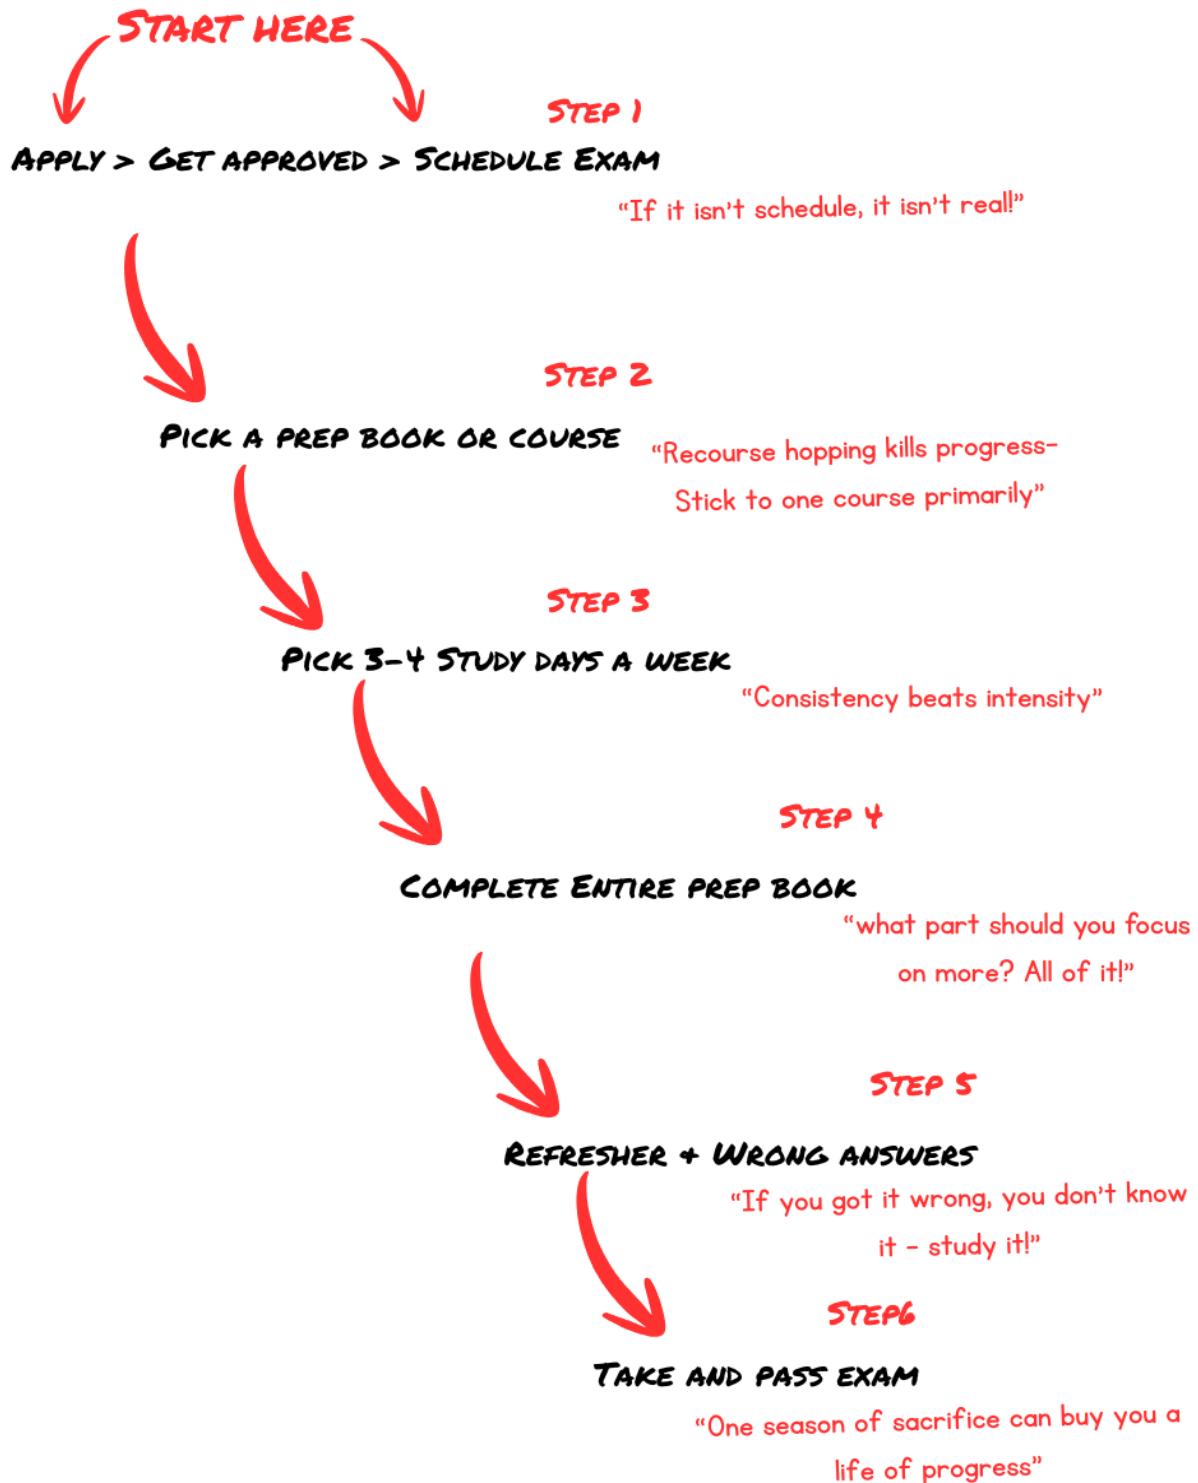 START HERE
STEP 1
APPLY > GET APPROVED > SCHEDULE EXAM
“If it isn't schedule, it isn't real!”
STEP 2
PICK A PREP BOOK OR COURSE
“Recourse hopping kills progress-
Stick to one course primarily”
STEP 3
PICK 3-4 STUDY DAYS A WEEK
“Consistency beats intensity”
STEP 4
COMPLETE ENTIRE PREP BOOK
“what part should you focus
on more? All of it!”
STEP 5
REFRESHER + WRONG ANSWERS
“If you got it wrong, you don't know
it - study it!”
STEP6
TAKE AND PASS EXAM
“One season of sacrifice can buy you a
life of progress”